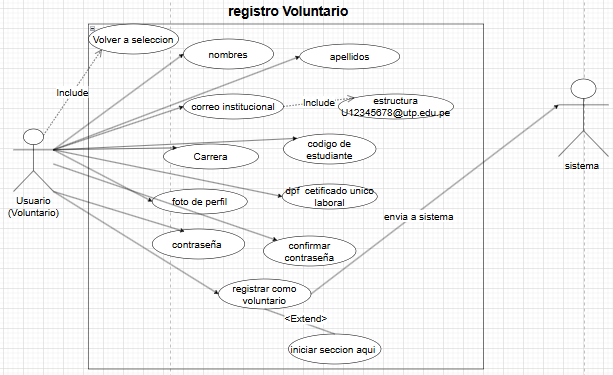 registro Voluntario
Volver a seleccion
nombres
apellidos
Include
correo institucional
Include
estructura
U12345678@utp.edu.pe
Carrera
codigo de
estudiante
sistema
Usuario
(Voluntario)
foto de perfil
dpf cetificado unico
laboral
envia a sistema
contraseña
confirmar
contraseña
registrar como
voluntario
<Extend>
iniciar seccion aqui